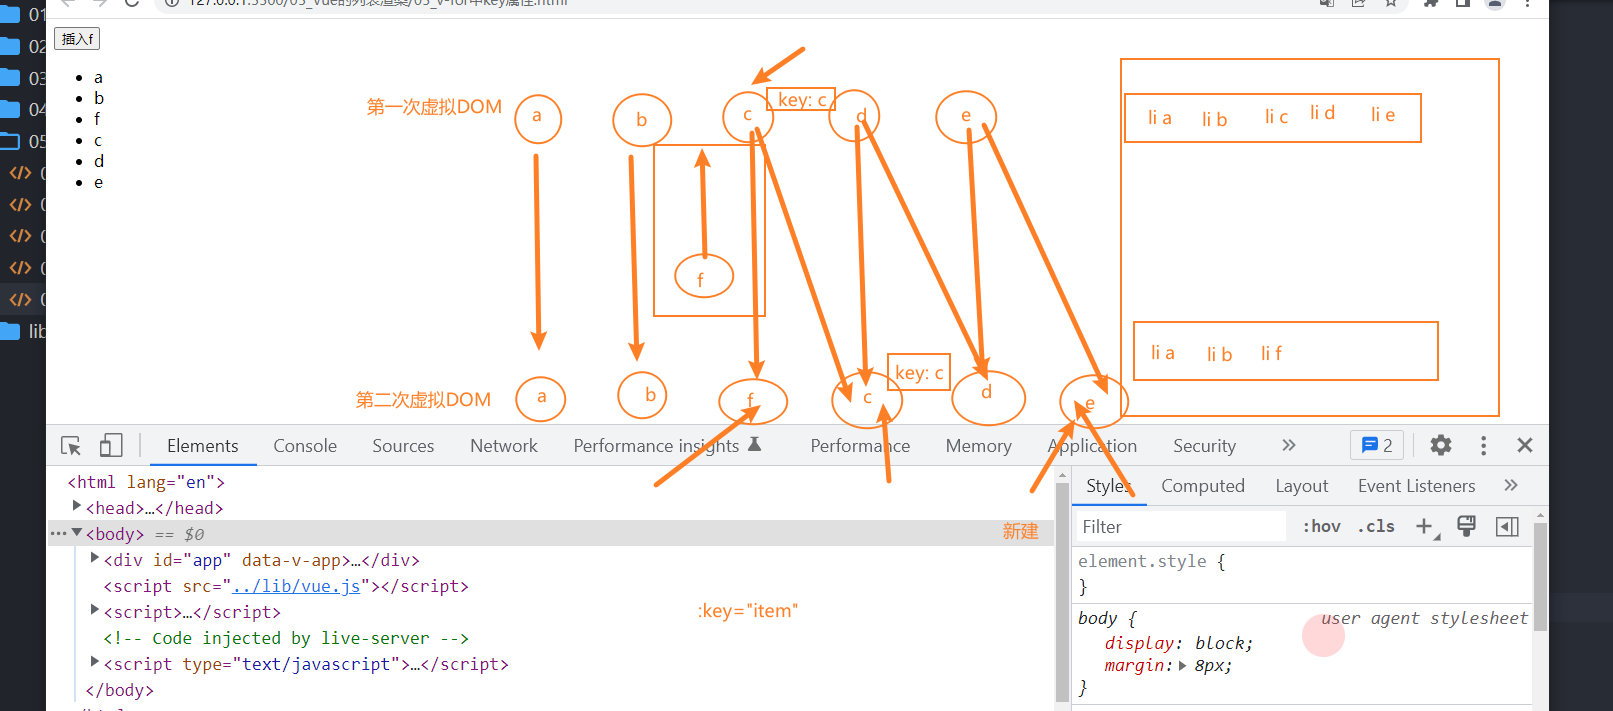 01
127.0.0.1:5500/05_Vue的列表渲染/05_v-for中key属性.html
02
03
04
05
lib
插入f
a
b
f
c
d
e
第一次虚拟DOM
a
b
c
key: c
d
e
f
第二次虚拟DOM
a
b
f
c
key: c
d
e
li a li b li c li d li e
li a li b li f
Elements Console Sources Network Performance insights Performance Memory Application Security » 2
<html lang="en">
<head>…</head>
<body> == $0
新建
<div id="app" data-v-app>…</div>
<script src="../lib/vue.js"></script>
<script>…</script>
:key="item"
<!-- Code injected by live-server -->
<script type="text/javascript">…</script>
</body>
Styles Computed Layout Event Listeners »
Filter :hov .cls +
element.style {
}
body { user agent stylesheet
display: block;
margin: 8px;
}